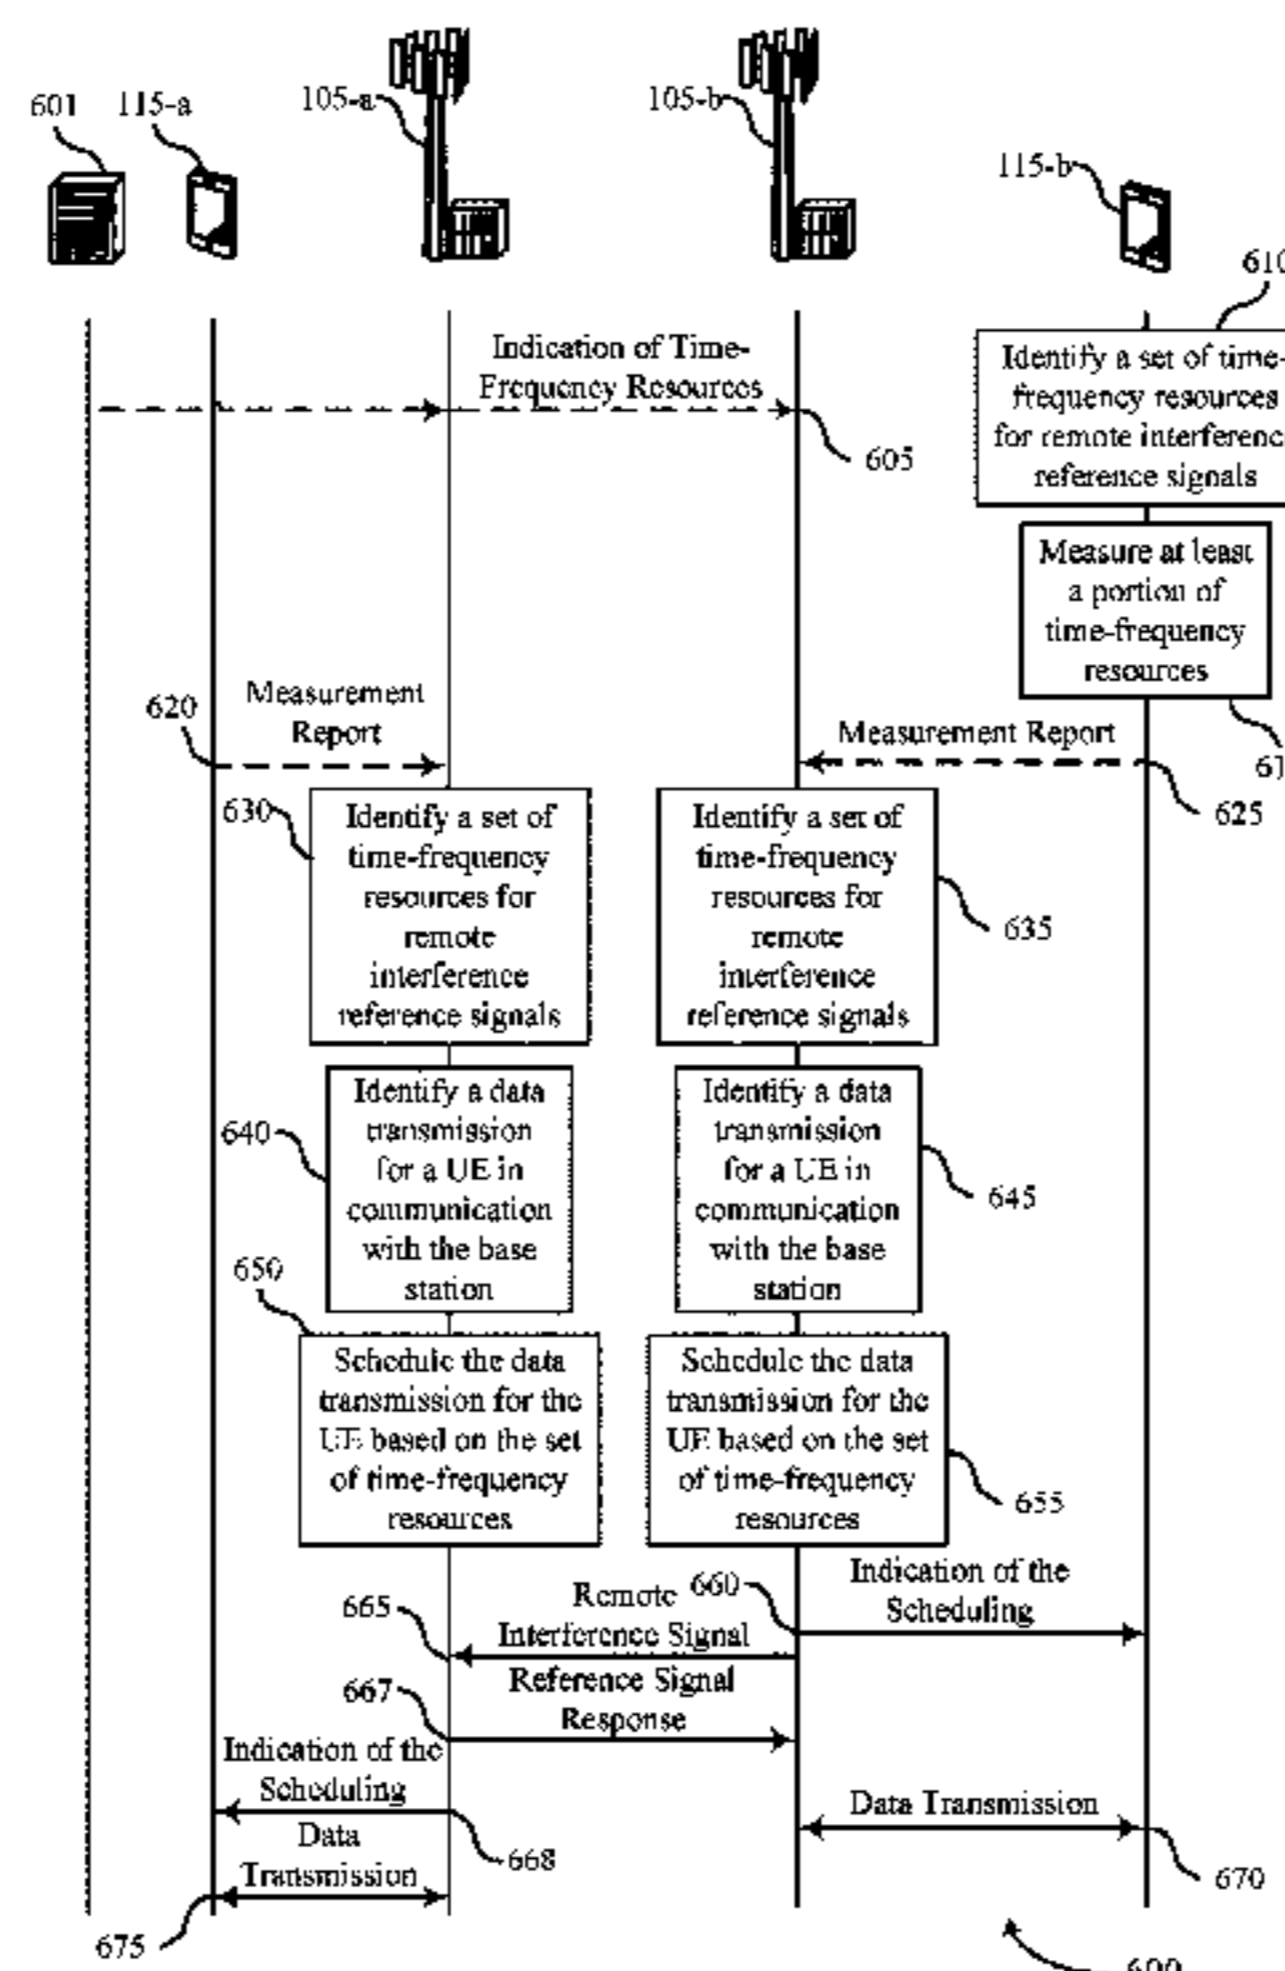 601
115-a
105-a
105-b
115-b
610
Indication of Time-
Frequency Resources
605
Identify a set of time-
frequency resources
for remote interference
reference signals
Measure at least
a portion of
time-frequency
resources
620
Measurement
Report
Measurement Report
625
630
Identify a set of
time-frequency
resources for
remote
interference
reference signals
Identify a set of
time-frequency
resources for
remote
interference
reference signals
635
640
Identify a data
transmission
for a UE in
communication
with the base
station
Identify a data
transmission
for a UE in
communication
with the base
station
645
650
Schedule the data
transmission for the
UE based on the set
of time-frequency
resources
Schedule the data
transmission for the
UE based on the set
of time-frequency
resources
655
660
Indication of the
Scheduling
665
Remote
Interference Signal
667
Reference Signal
Response
Indication of the
Scheduling
668
Data Transmission
670
Data
Transmission
675
600